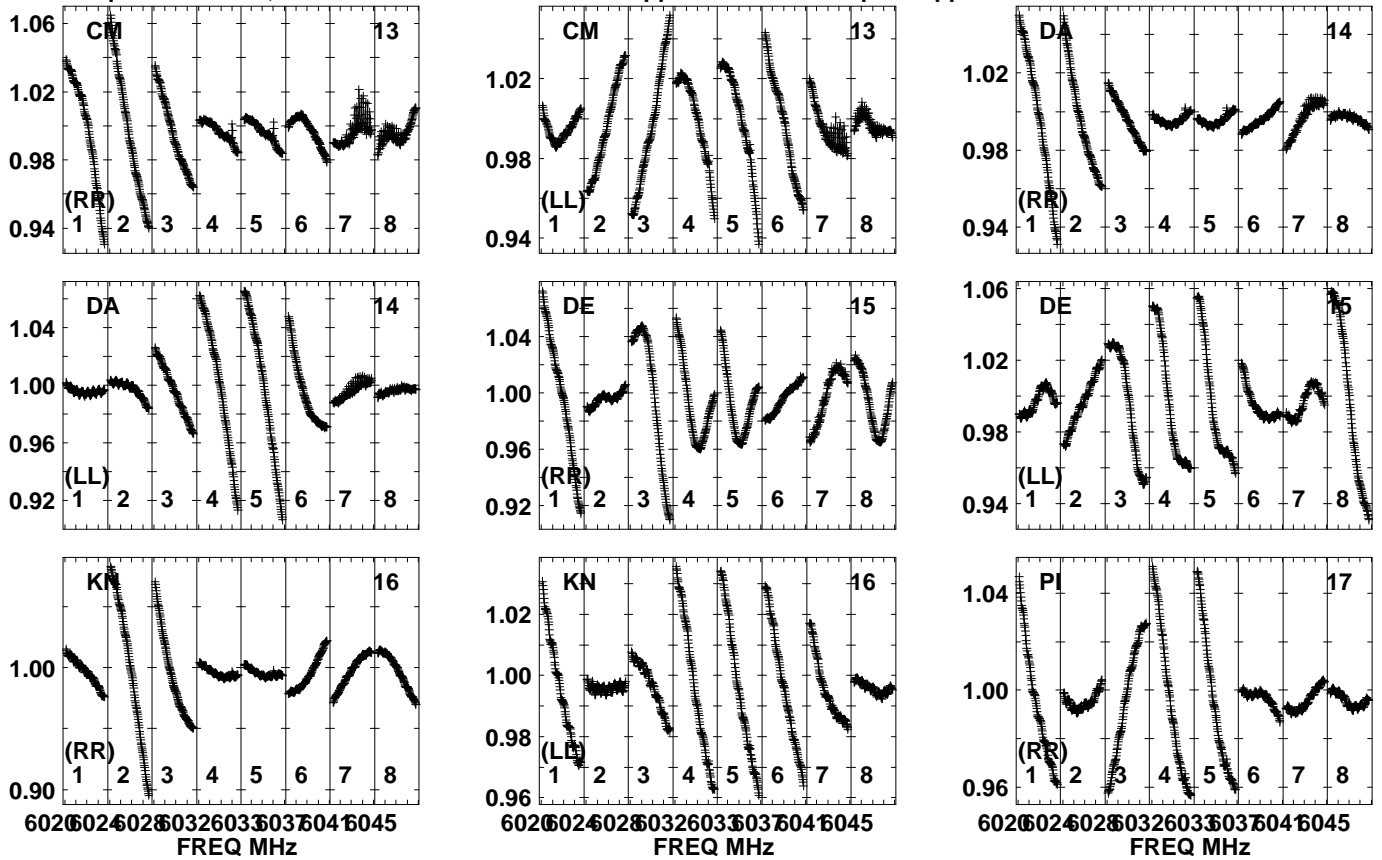 CM 13
1.06
1.02
0.98
0.94
(RR)
1 2 3 4 5 6 7 8
CM 13
1.02
0.98
0.94
(LL)
1 2 3 4 5 6 7 8
DA 14
1.02
0.98
0.94
(RR)
1 2 3 4 5 6 7 8
DA 14
1.04
1.00
0.96
0.92
(LL)
1 2 3 4 5 6 7 8
DE 15
1.04
1.00
0.96
0.92
(RR)
1 2 3 4 5 6 7 8
DE 15
1.06
1.02
0.98
0.94
(LL)
1 2 3 4 5 6 7 8
KN 16
1.00
0.90
(RR)
1 2 3 4 5 6 7 8
6020 6024 6028 6032 6033 6037 6041 6045
FREQ MHz
KN 16
1.02
1.00
0.98
0.96
(LL)
1 2 3 4 5 6 7 8
6020 6024 6028 6032 6033 6037 6041 6045
FREQ MHz
PI 17
1.04
1.00
0.96
(RR)
1 2 3 4 5 6 7 8
6020 6024 6028 6032 6033 6037 6041 6045
FREQ MHz